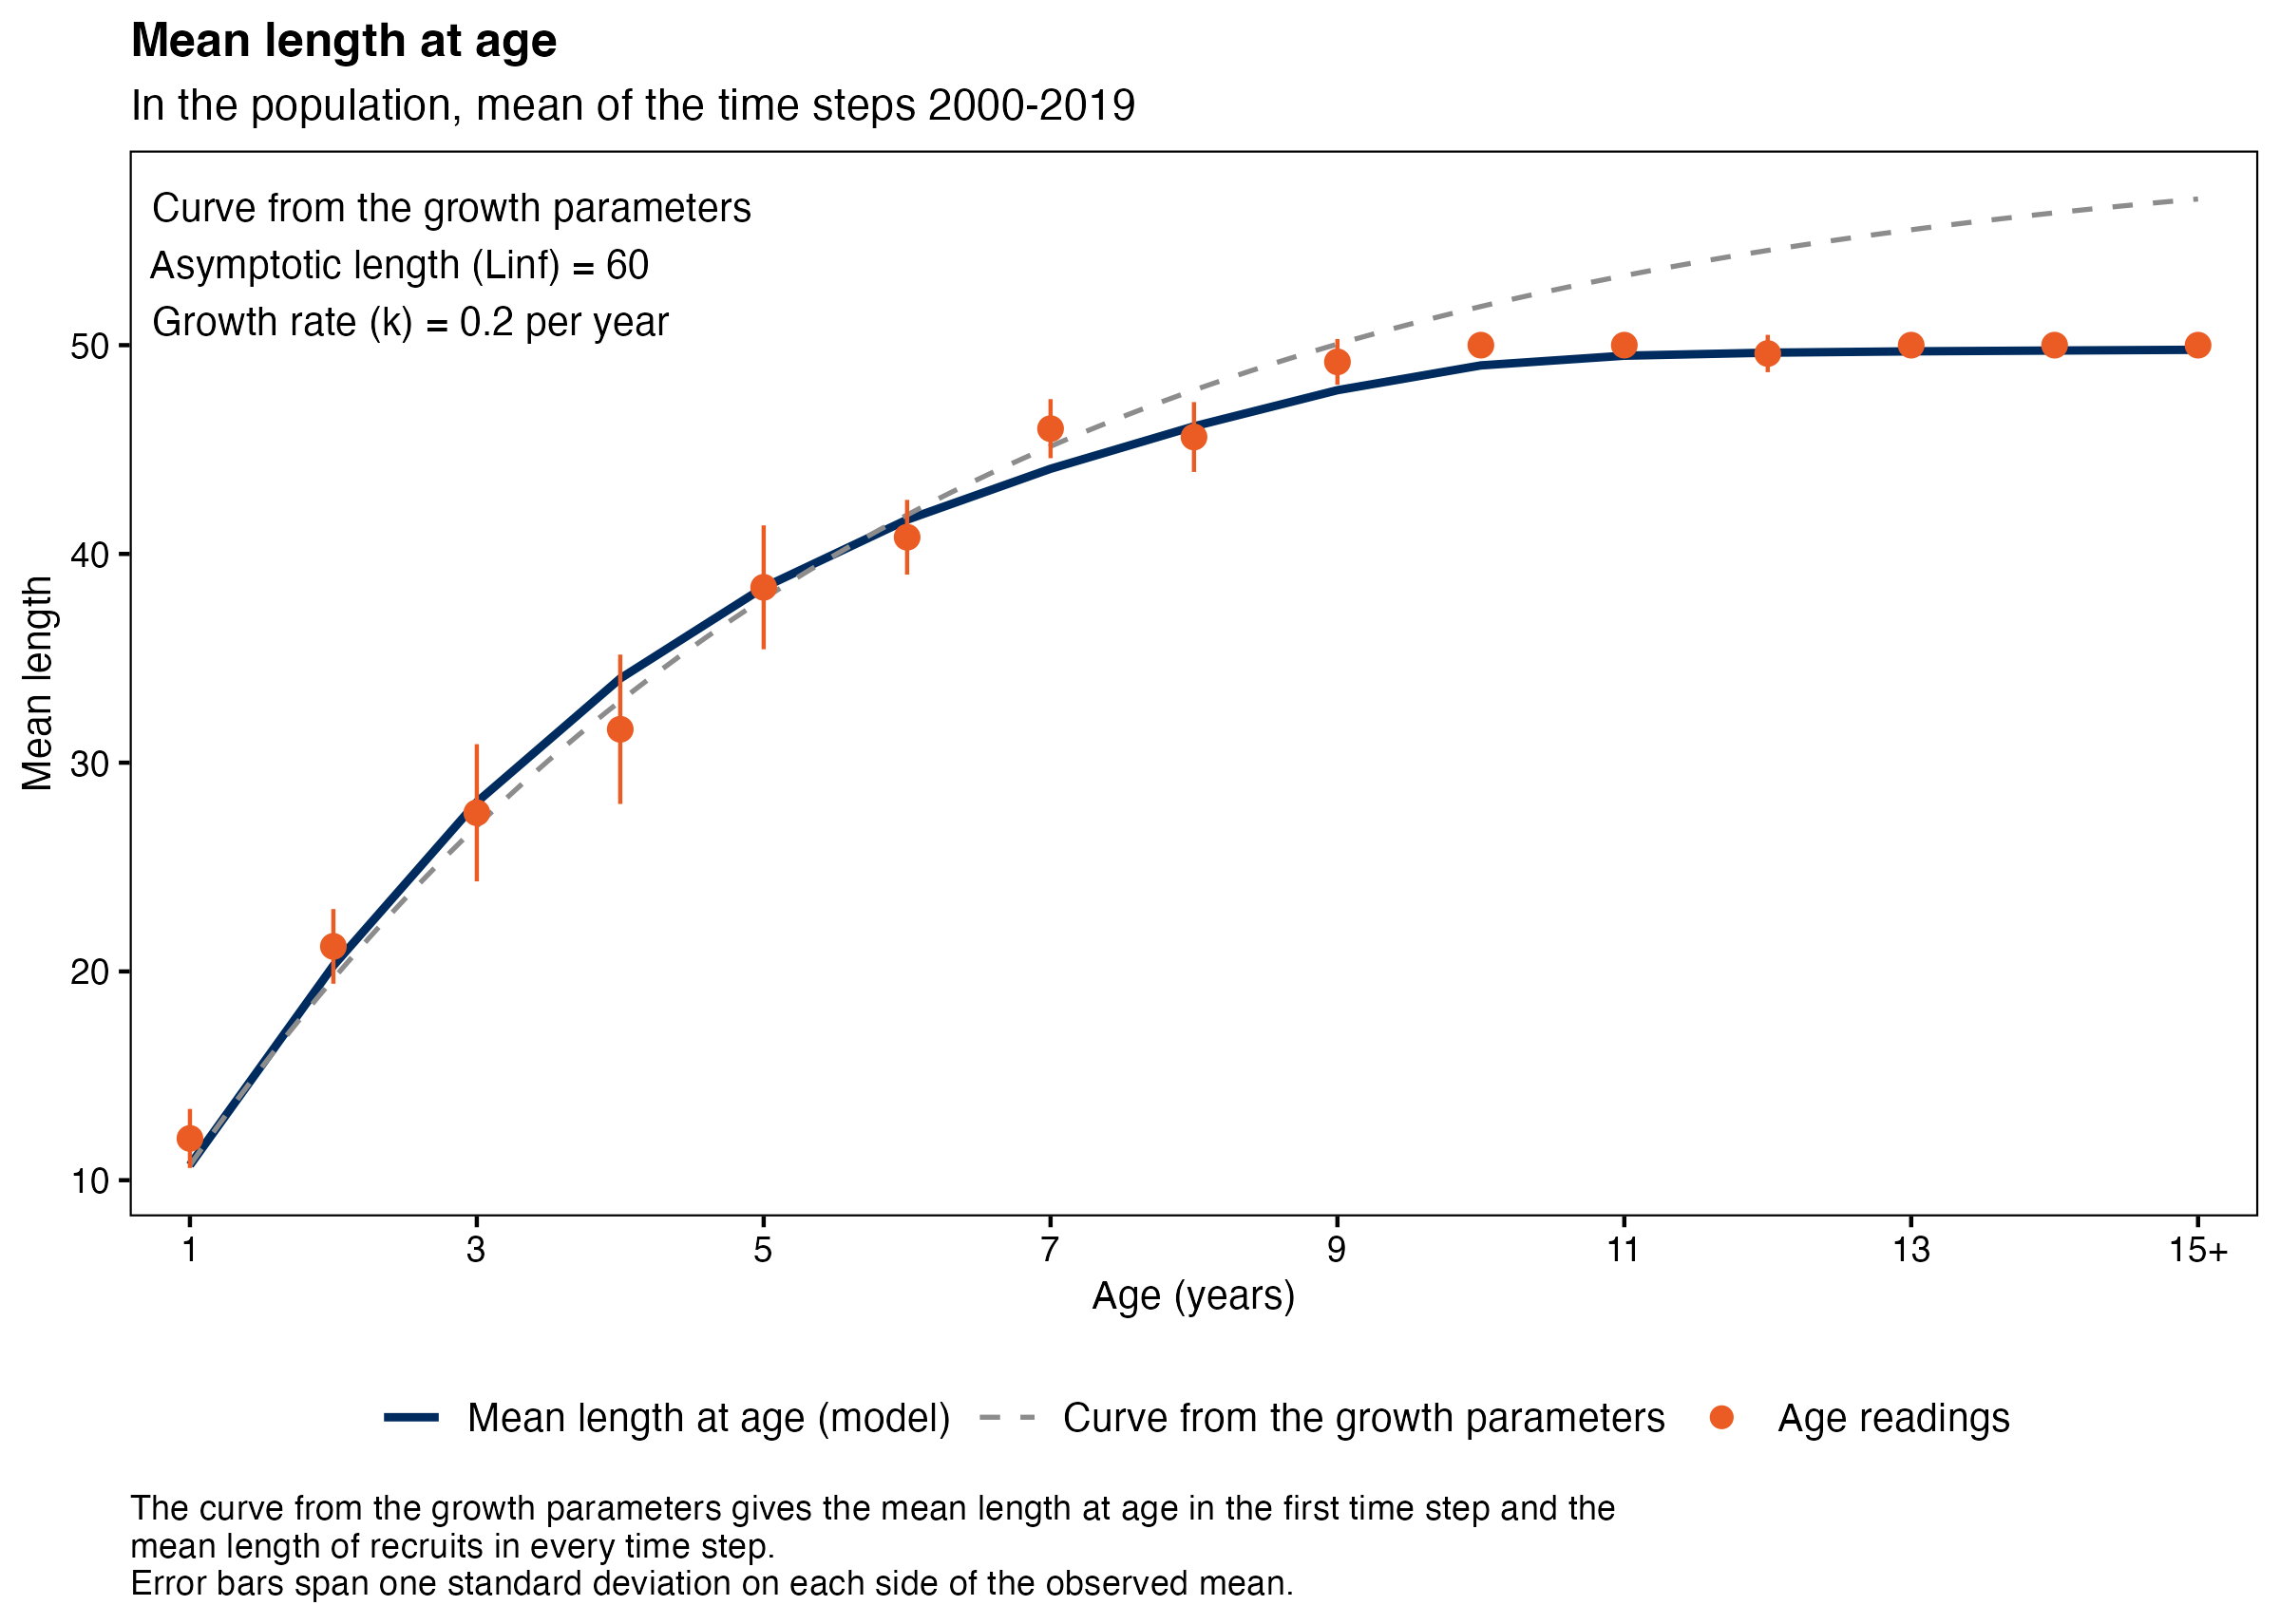 Mean length at age
In the population, mean of the time steps 2000-2019
Curve from the growth parameters
Asymptotic length (Linf) = 60
Growth rate (k) = 0.2 per year
Mean length
50
40
30
20
10
1 3 5 7 9 11 13 15+
Age (years)
Mean length at age (model) Curve from the growth parameters Age readings
The curve from the growth parameters gives the mean length at age in the first time step and the
mean length of recruits in every time step.
Error bars span one standard deviation on each side of the observed mean.